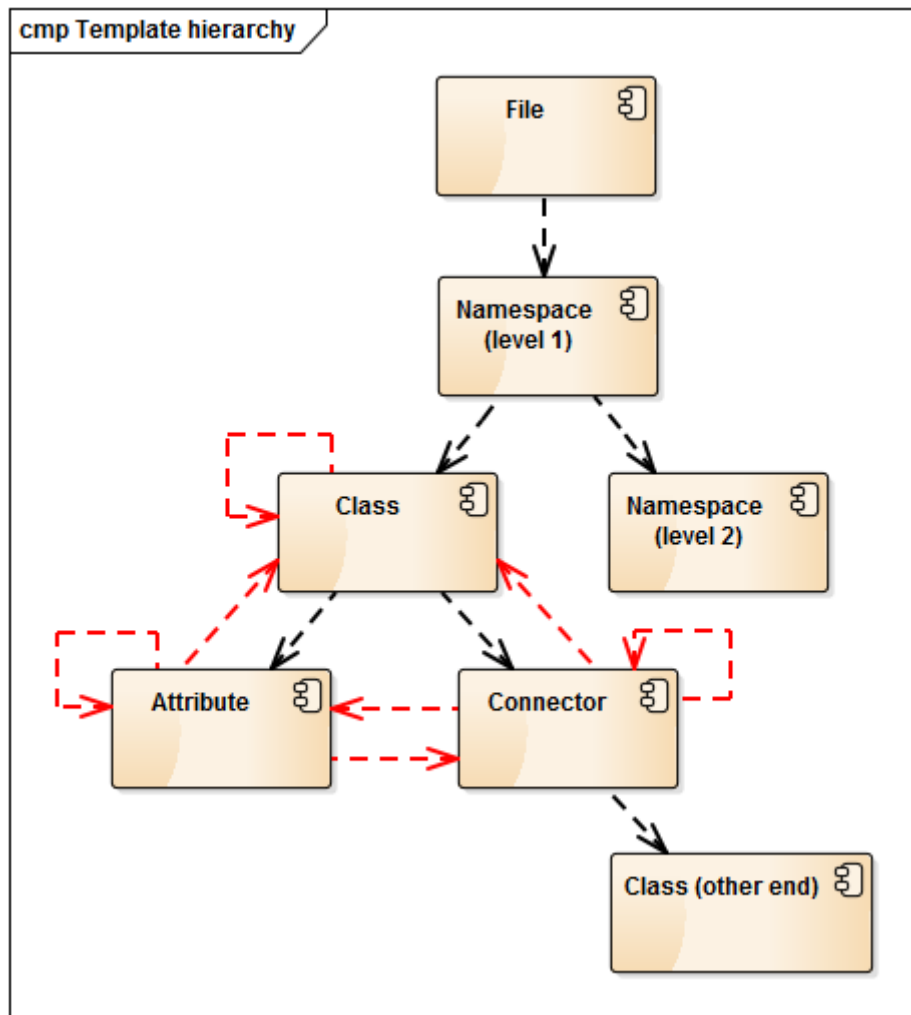 cmp Template hierarchy
File
Namespace
(level 1)
Class
Namespace
(level 2)
Attribute
Connector
Class (other end)